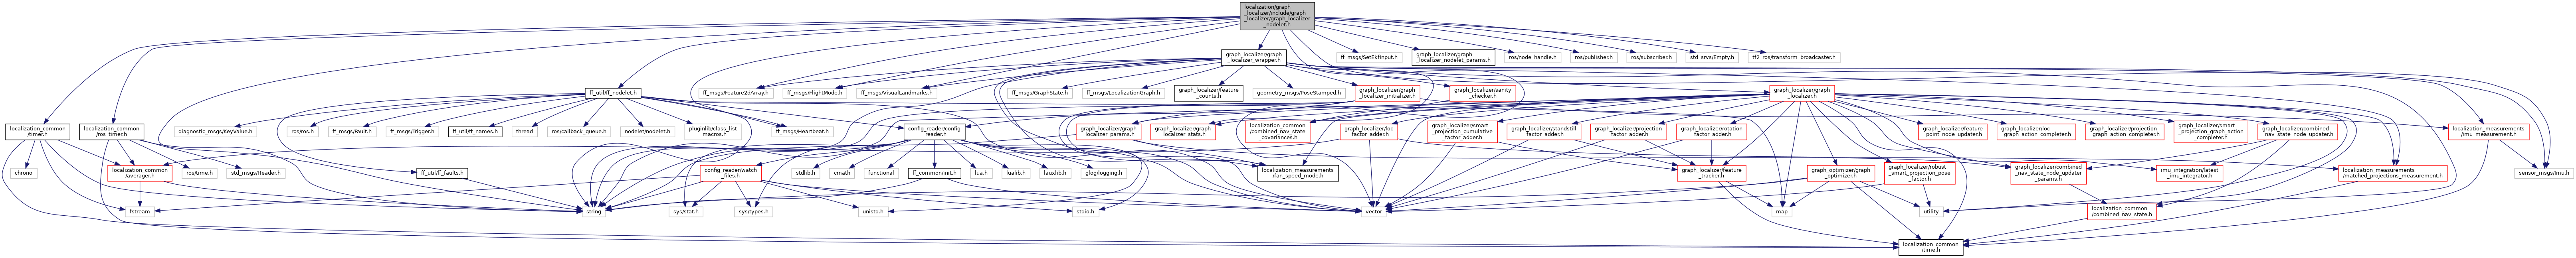 localization/graph
_localizer/include/graph
_localizer/graph_localizer
_nodelet.h
graph_localizer/graph
_localizer_wrapper.h
ff_msgs/SetEkfInput.h
graph_localizer/graph
_localizer_nodelet_params.h
ros/node_handle.h
ros/publisher.h
ros/subscriber.h
std_srvs/Empty.h
tf2_ros/transform_broadcaster.h
ff_util/ff_nodelet.h
ff_msgs/Feature2dArray.h
ff_msgs/FlightMode.h
ff_msgs/VisualLandmarks.h
ff_msgs/GraphState.h
ff_msgs/LocalizationGraph.h
graph_localizer/feature
_counts.h
geometry_msgs/PoseStamped.h
graph_localizer/graph
_localizer_initializer.h
graph_localizer/sanity
_checker.h
graph_localizer/graph
_localizer.h
localization_common
/timer.h
localization_common
/ros_timer.h
diagnostic_msgs/KeyValue.h
ros/ros.h
ff_msgs/Fault.h
ff_msgs/Trigger.h
ff_util/ff_names.h
thread
ros/callback_queue.h
nodelet/nodelet.h
pluginlib/class_list
_macros.h
ff_msgs/Heartbeat.h
config_reader/config
_reader.h
graph_localizer/graph
_localizer_params.h
graph_localizer/graph
_localizer_stats.h
localization_common
/combined_nav_state
_covariances.h
graph_localizer/loc
_factor_adder.h
graph_localizer/smart
_projection_cumulative
_factor_adder.h
graph_localizer/standstill
_factor_adder.h
graph_localizer/projection
_factor_adder.h
graph_localizer/rotation
_factor_adder.h
graph_localizer/feature
_point_node_updater.h
graph_localizer/loc
_graph_action_completer.h
graph_localizer/projection
_graph_action_completer.h
graph_localizer/smart
_projection_graph_action
_completer.h
graph_localizer/combined
_nav_state_node_updater.h
localization_measurements
/imu_measurement.h
chrono
localization_common
/averager.h
ros/time.h
std_msgs/Header.h
ff_util/ff_faults.h
config_reader/watch
_files.h
stdlib.h
cmath
functional
ff_common/init.h
lua.h
lualib.h
lauxlib.h
glog/logging.h
localization_measurements
/fan_speed_mode.h
graph_localizer/feature
_tracker.h
graph_optimizer/graph
_optimizer.h
graph_localizer/robust
_smart_projection_pose
_factor.h
graph_localizer/combined
_nav_state_node_updater
_params.h
imu_integration/latest
_imu_integrator.h
localization_measurements
/matched_projections_measurement.h
sensor_msgs/Imu.h
fstream
string
sys/stat.h
sys/types.h
unistd.h
stdio.h
vector
map
utility
localization_common
/combined_nav_state.h
localization_common
/time.h